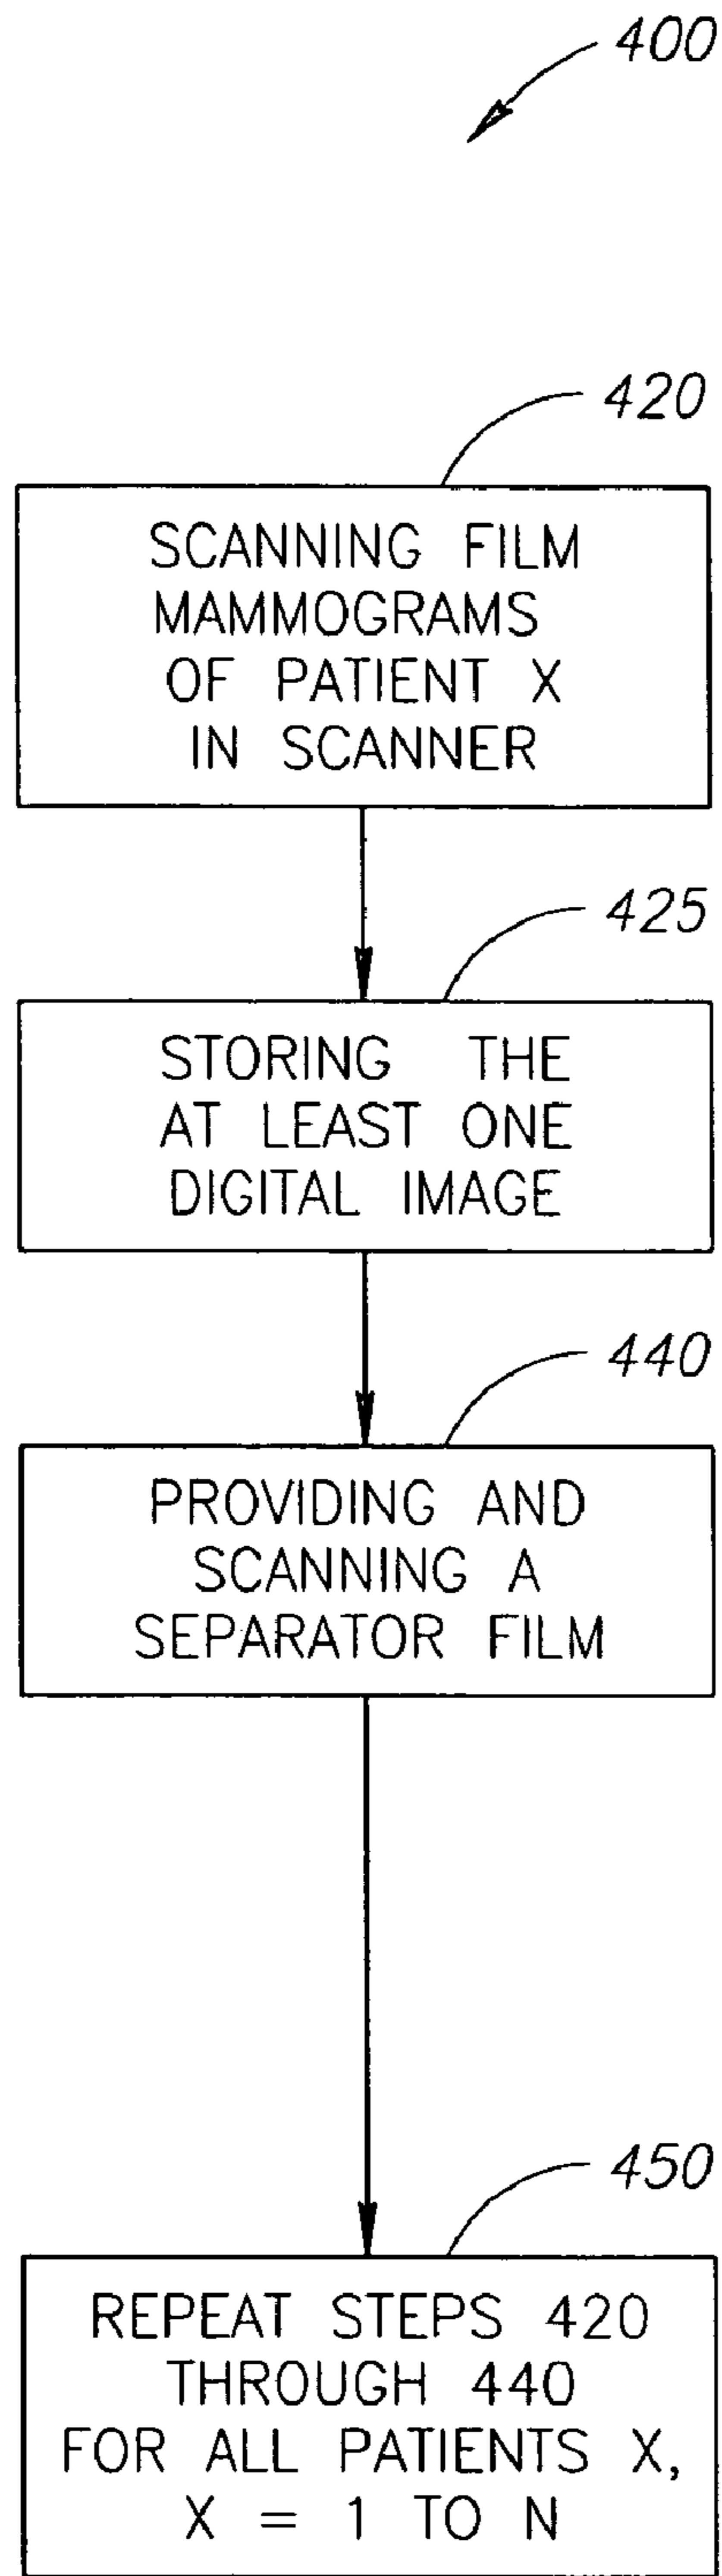 400
420
SCANNING FILM
MAMMOGRAMS
OF PATIENT X
IN SCANNER
425
STORING THE
AT LEAST ONE
DIGITAL IMAGE
440
PROVIDING AND
SCANNING A
SEPARATOR FILM
450
REPEAT STEPS 420
THROUGH 440
FOR ALL PATIENTS X,
X = 1 TO N